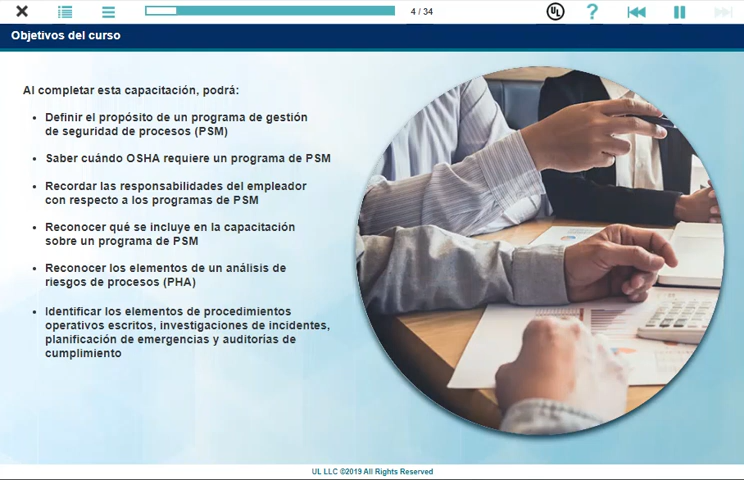 4 / 34
UL
?
Objetivos del curso
Al completar esta capacitación, podrá:
• Definir el propósito de un programa de gestión
de seguridad de procesos (PSM)
• Saber cuándo OSHA requiere un programa de PSM
• Recordar las responsabilidades del empleador
con respecto a los programas de PSM
• Reconocer qué se incluye en la capacitación
sobre un programa de PSM
• Reconocer los elementos de un análisis de
riesgos de procesos (PHA)
• Identificar los elementos de procedimientos
operativos escritos, investigaciones de incidentes,
planificación de emergencias y auditorías de
cumplimiento
UL LLC ©2019 All Rights Reserved